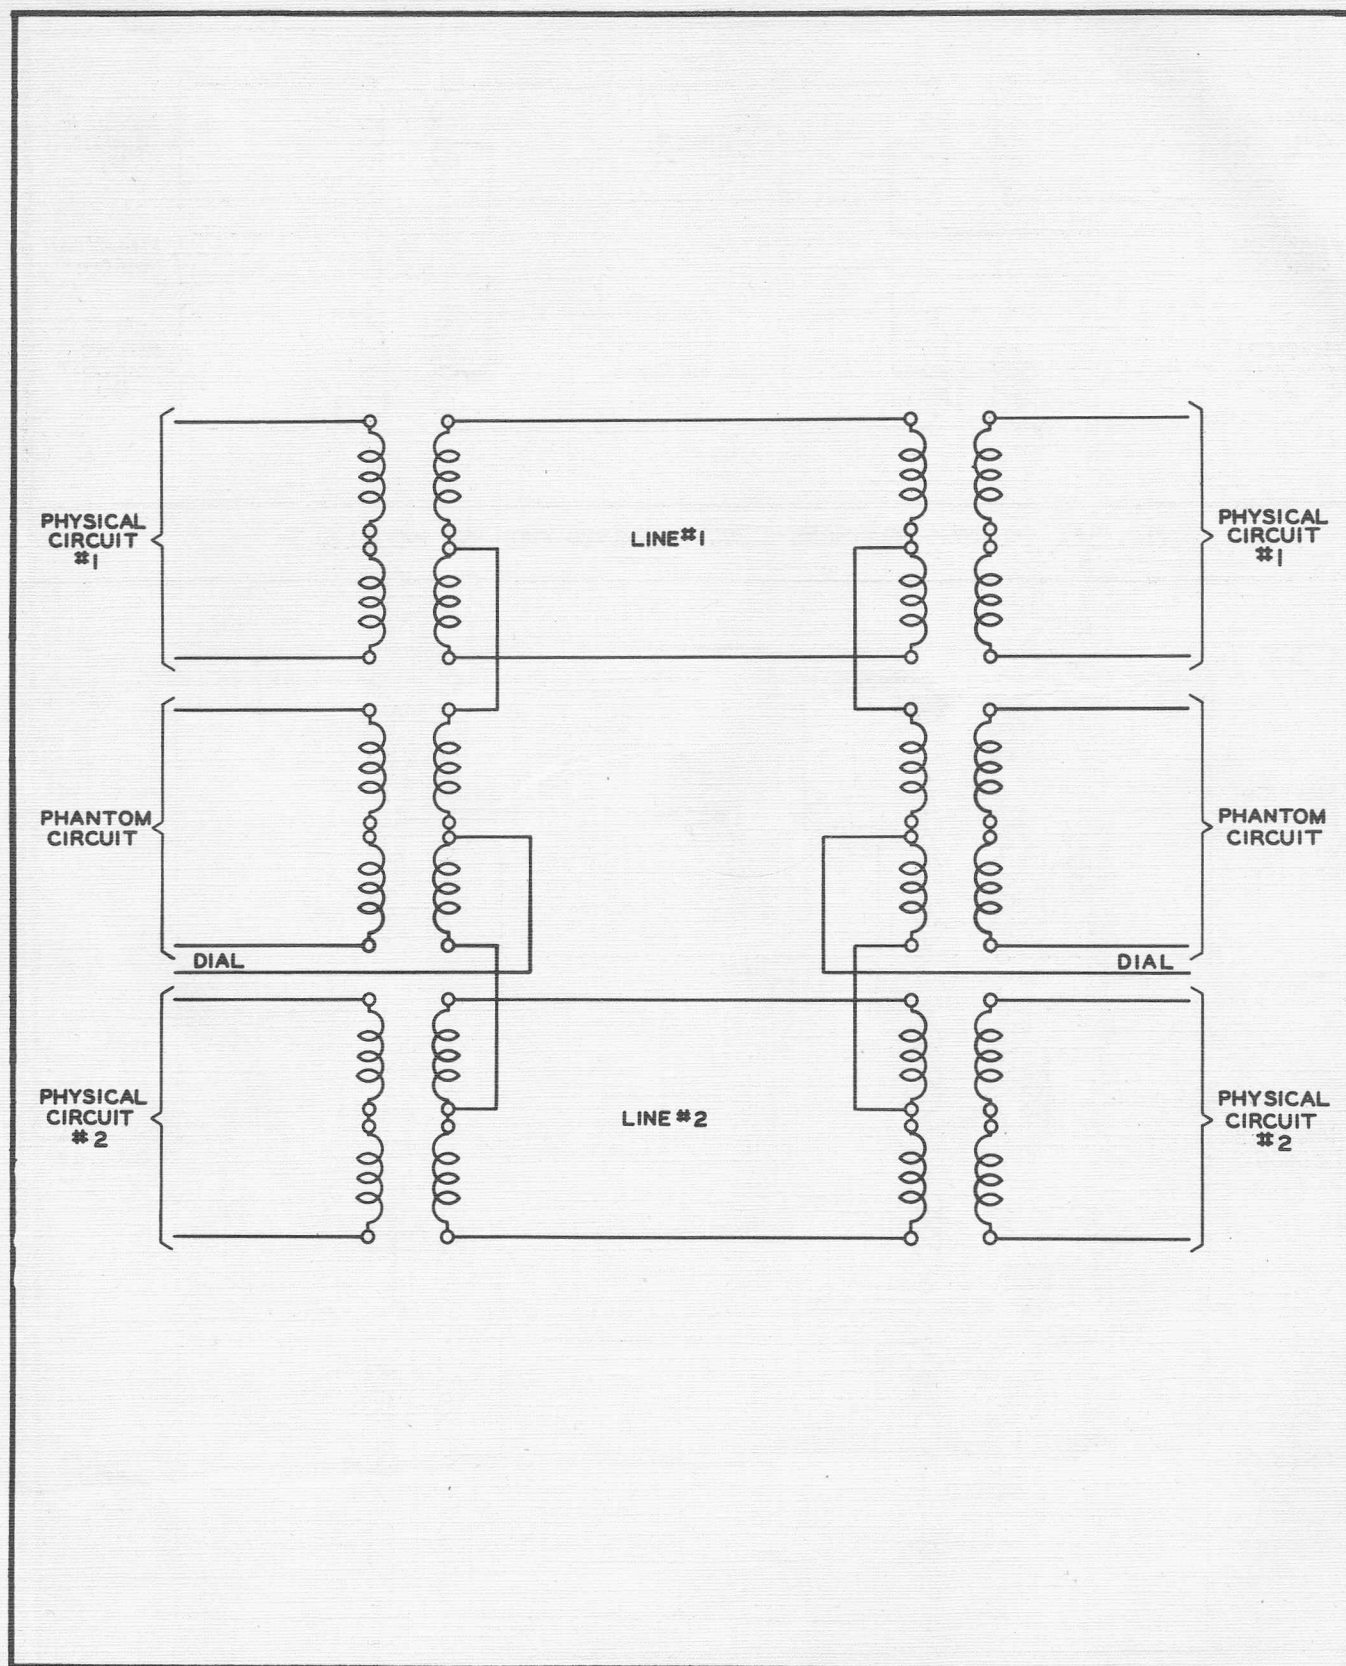 PHYSICAL
CIRCUIT
#1
LINE #1
PHYSICAL
CIRCUIT
#1
PHANTOM
CIRCUIT
PHANTOM
CIRCUIT
DIAL
DIAL
PHYSICAL
CIRCUIT
#2
LINE #2
PHYSICAL
CIRCUIT
#2